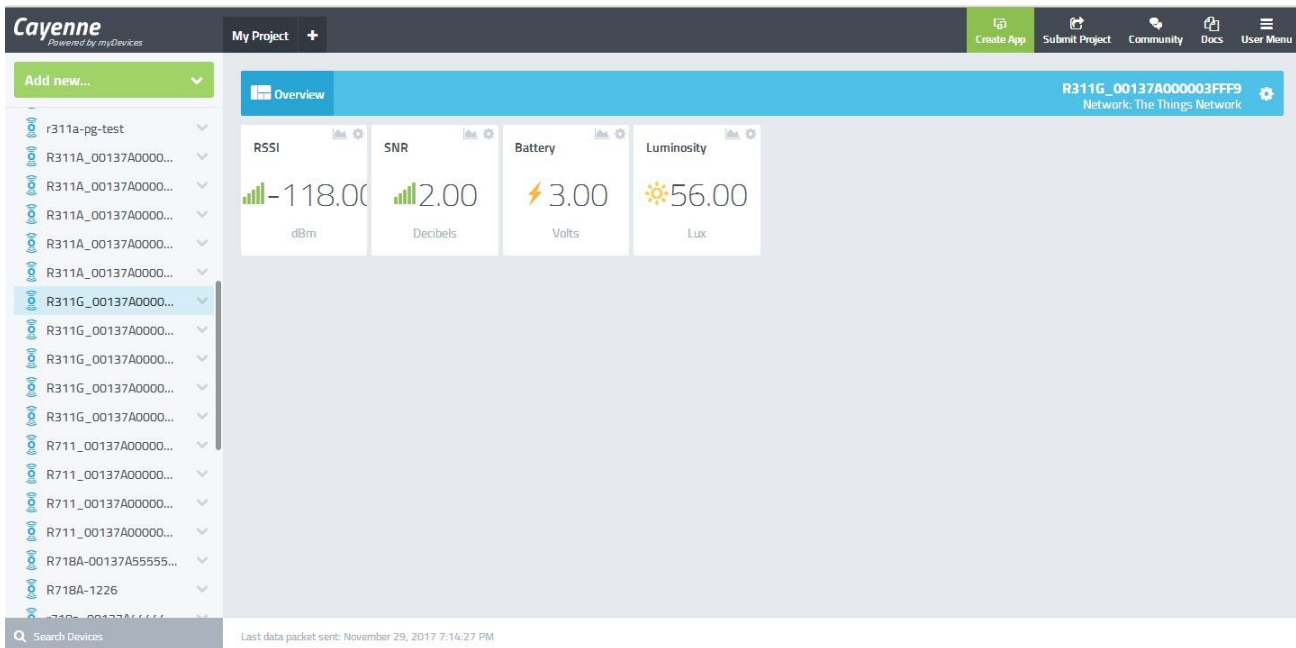 Cayenne
Powered by myDevices
My Project +
Create App
Submit Project
Community
Docs
User Menu
Add new...
r311a-pg-test
R311A_00137A0000...
R311A_00137A0000...
R311A_00137A0000...
R311A_00137A0000...
R311A_00137A0000...
R311G_00137A0000...
R311G_00137A0000...
R311G_00137A0000...
R311G_00137A0000...
R311G_00137A0000...
R711_00137A00000...
R711_00137A00000...
R711_00137A00000...
R711_00137A00000...
R718A-00137A55555...
R718A-1226
Search Devices
Overview
R311G_00137A000003FFF9
Network: The Things Network
RSSI
-118.00
dBm
SNR
2.00
Decibels
Battery
3.00
Volts
Luminosity
56.00
Lux
Last data packet sent: November 29, 2017 7:14:27 PM